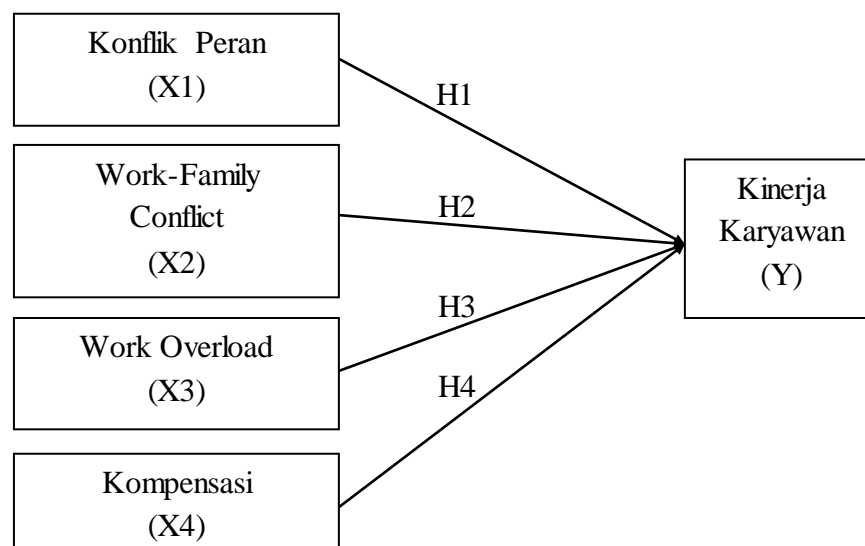 Konflik Peran
(X1)
H1
Work-Family
Conflict
(X2)
H2
Kinerja
Karyawan
(Y)
Work Overload
(X3)
H3
H4
Kompensasi
(X4)